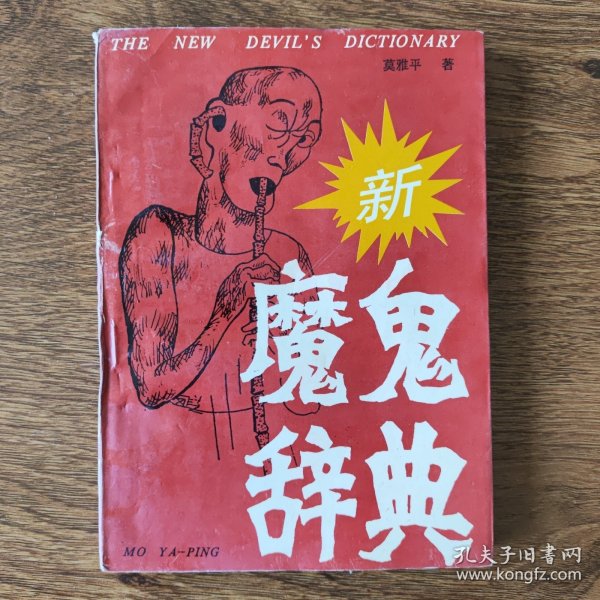 THE NEW DEVIL'S DICTIONARY
莫雅平 著
新
魔鬼
辞典
MO YA-PING
孔夫子旧書网
www.kongfz.com